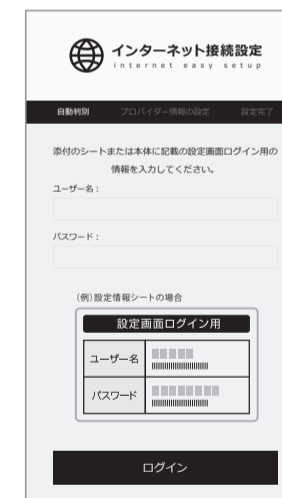 インターネット接続設定
internet easy setup
自動判別 プロバイダー情報の設定 設定完了
添付のシートまたは本体に記載の設定画面ログイン用の
情報を入力してください。
ユーザー名：
パスワード：
(例)設定情報シートの場合
設定画面ログイン用
ユーザー名
パスワード
ログイン